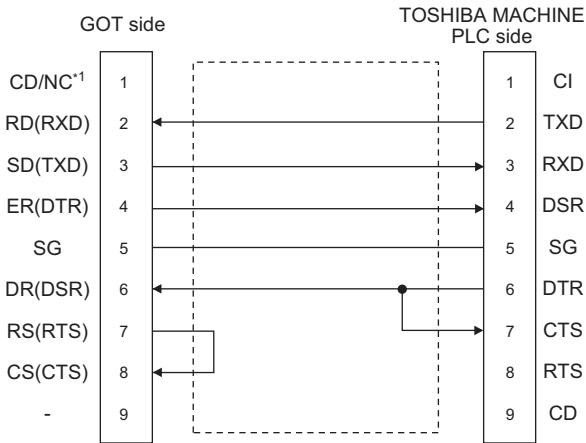 GOT side
TOSHIBA MACHINE
PLC side
CD/NC*1 1 1 CI
RD(RXD) 2 2 TXD
SD(TXD) 3 3 RXD
ER(DTR) 4 4 DSR
SG 5 5 SG
DR(DSR) 6 6 DTR
RS(RTS) 7 7 CTS
CS(CTS) 8 8 RTS
- 9 9 CD